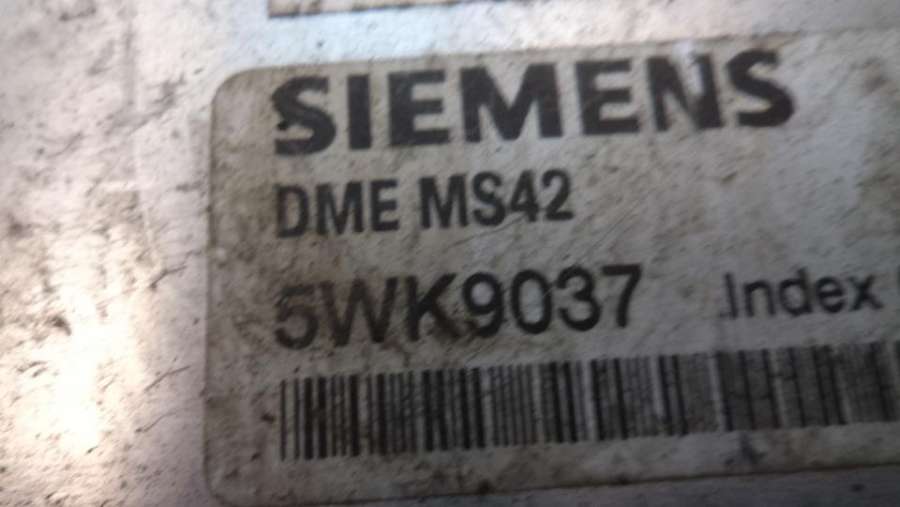 SIEMENS
DME MS42
5WK9037 Index